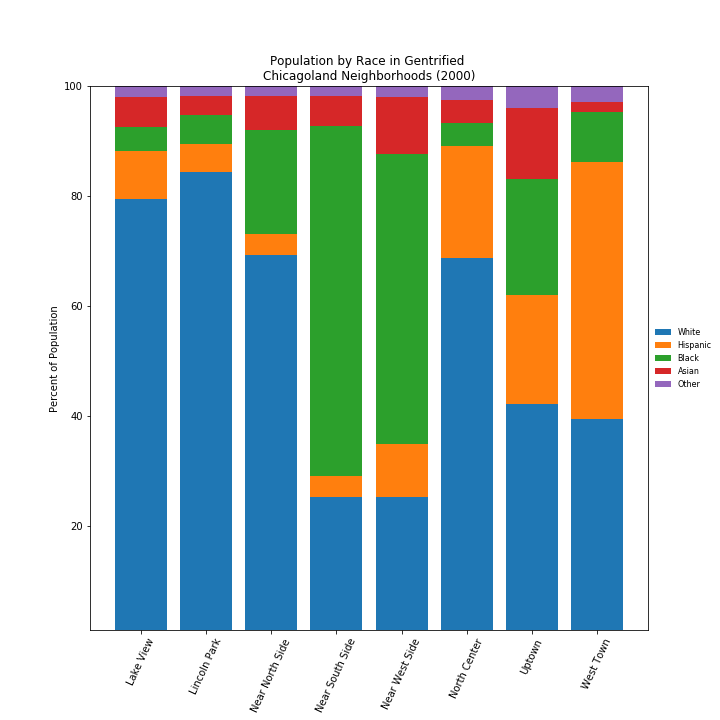 Population by Race in Gentrified
Chicagoland Neighborhoods (2000)
100
80
60
40
20
Percent of Population
White
Hispanic
Black
Asian
Other
Lake View
Lincoln Park
Near North Side
Near South Side
Near West Side
North Center
Uptown
West Town